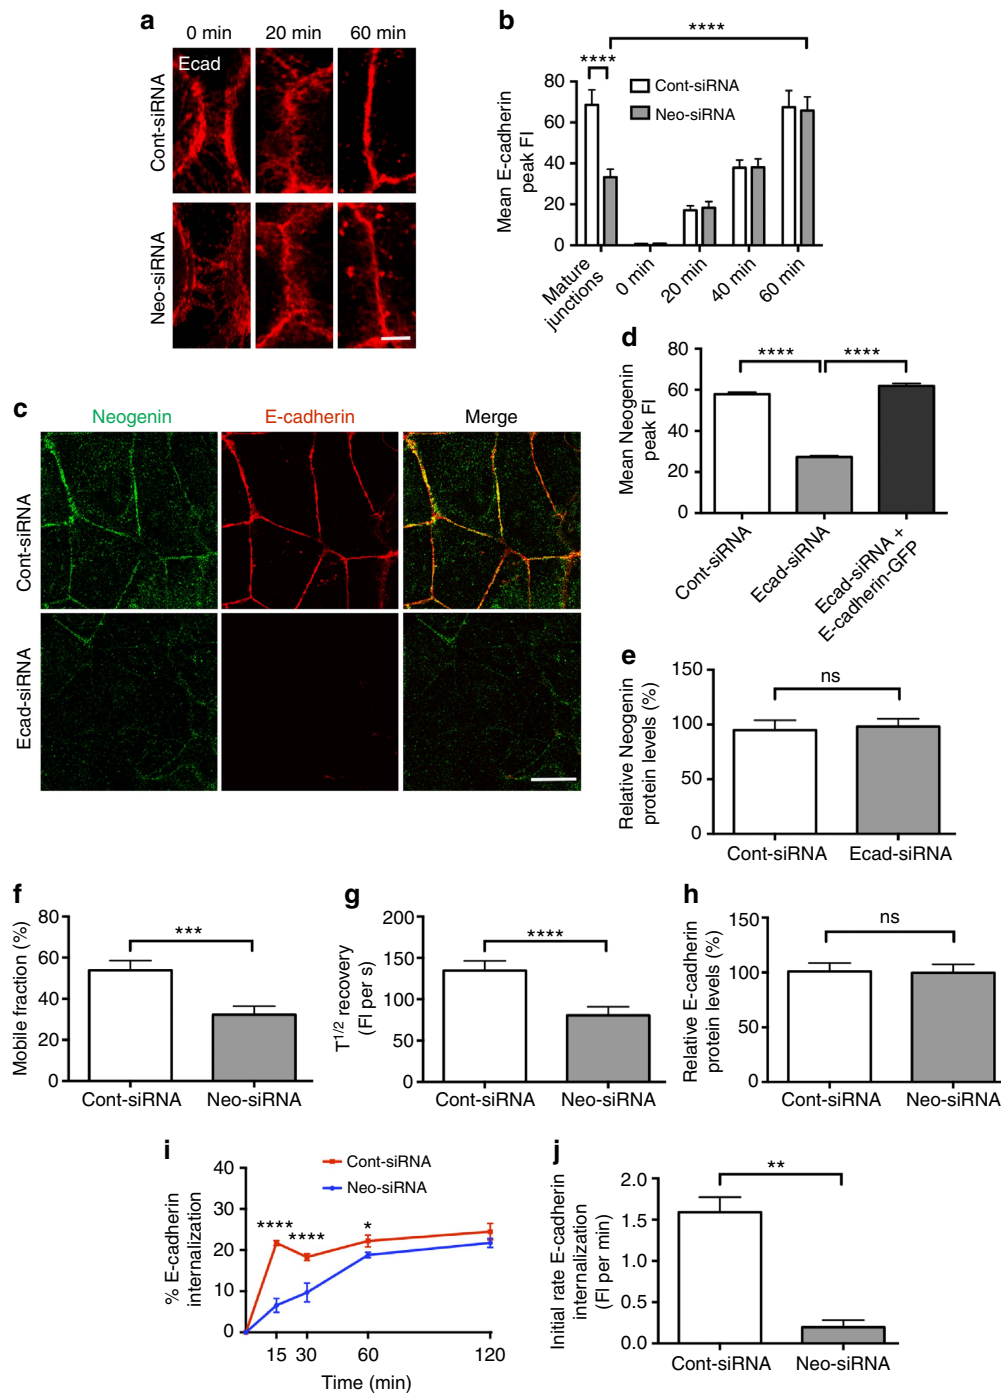 a
0 min 20 min 60 min
Ecad
Cont-siRNA
Neo-siRNA
b
****
****
Cont-siRNA
Neo-siRNA
Mean E-cadherin
peak FI
80
60
40
20
0
Mature
junctions
0 min
20 min
40 min
60 min
c
Neogenin E-cadherin Merge
Cont-siRNA
Ecad-siRNA
d
**** ****
Mean Neogenin
peak FI
80
60
40
20
0
Cont-siRNA
Ecad-siRNA
Ecad-siRNA +
E-cadherin-GFP
e
ns
Relative Neogenin
protein levels (%)
150
100
50
0
Cont-siRNA Ecad-siRNA
f
***
Mobile fraction (%)
80
60
40
20
0
Cont-siRNA Neo-siRNA
g
****
T1/2 recovery
(FI per s)
200
150
100
50
0
Cont-siRNA Neo-siRNA
h
ns
Relative E-cadherin
protein levels (%)
150
100
50
0
Cont-siRNA Neo-siRNA
i
Cont-siRNA
Neo-siRNA
% E-cadherin
internalization
40
30
20
10
0
****
****
*
15 30 60 120
Time (min)
j
**
Initial rate E-cadherin
internalization
(FI per min)
2.0
1.5
1.0
0.5
0.0
Cont-siRNA Neo-siRNA